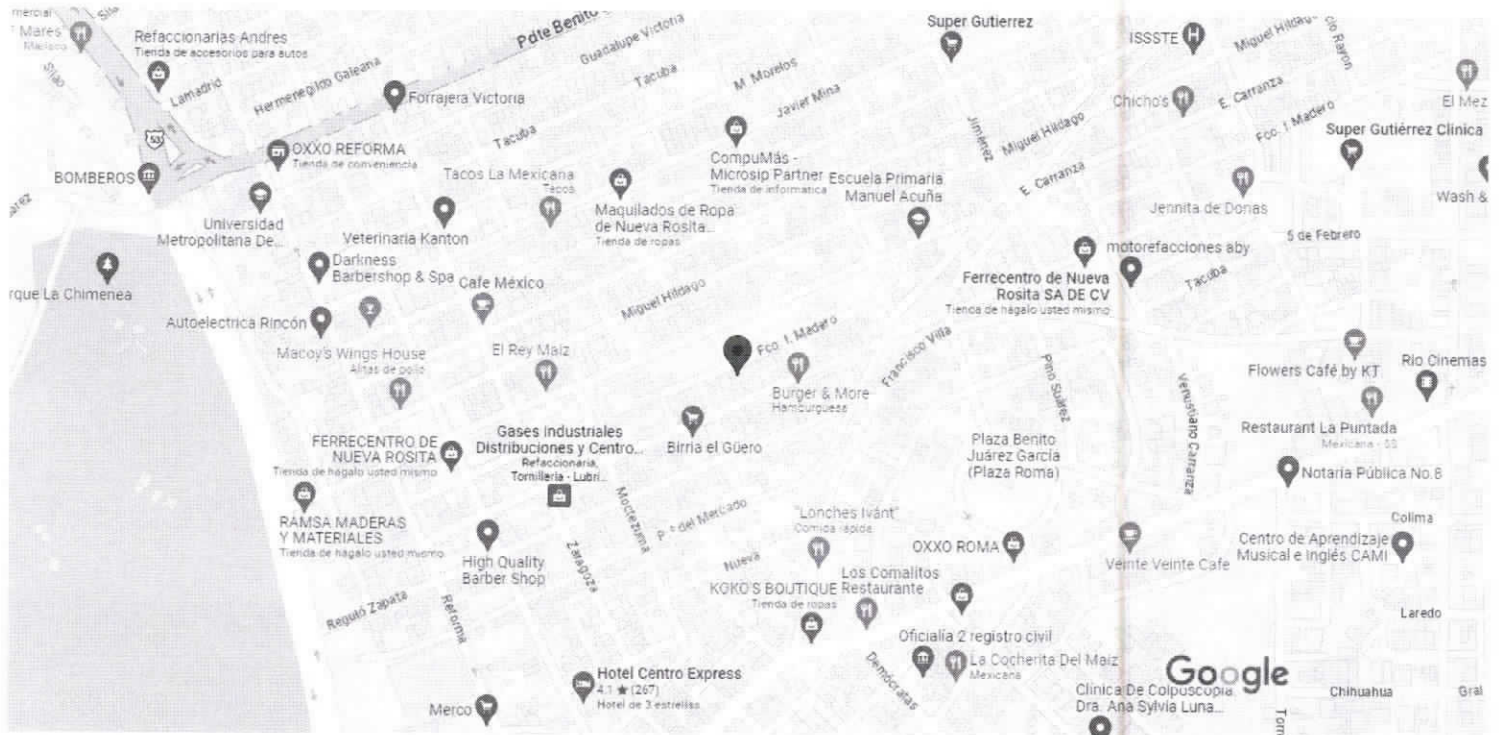 Mares
Refaccionarias Andres
Tienda de accesorios para autos
Silao
Lamadrid
Hermenegildo Galeana
Pdte Benito
Guadalupe Victoria
Tacuba
M. Morelos
Javier Mina
Super Gutierrez
ISSSTE
Miguel Hidalgo
Chicho's
E. Carranza
Fco. I. Madero
El Mez
Forrajera Victoria
Tacuba
53
OXXO REFORMA
Tienda de conveniencia
BOMBEROS
Jiménez
Miguel Hildago
E. Carranza
Super Gutiérrez Clinica
CompuMás -
Microsip Partner
Tienda de informatica
Escuela Primaria
Manuel Acuña
Tacos La Mexicana
Tacos
Maquilados de Ropa
de Nueva Rosita...
Tienda de ropas
Universidad
Metropolitana De...
Veterinaria Kanton
Jennita de Donas
Wash &
5 de Febrero
motorefacciones aby
Ferrecentro de Nueva
Rosita SA DE CV
Tienda de hágalo usted mismo
Tacuba
rque La Chimenea
Darkness
Barbershop & Spa
Cafe México
Autoelectrica Rincón
Miguel Hildago
Macoy's Wings House
Alitas de pollo
El Rey Maiz
Fco. I. Madero
Francisco Villa
Burger & More
Hamburguesa
Pino Suárez
Venustiano Carranza
Flowers Café by KT
Rio Cinemas
Restaurant La Puntada
Mexicana - $$
FERRECENTRO DE
NUEVA ROSITA
Tienda de hágalo usted mismo
Gases Industriales
Distribuciones y Centro...
Refaccionaria,
Tornilleria - Lubri...
Birria el Güero
Plaza Benito
Juárez García
(Plaza Roma)
Notaria Pública No.8
RAMSA MADERAS
Y MATERIALES
Tienda de hágalo usted mismo
Moctezuma
del Mercado
"Lonches Ivánt"
Comida rápida
OXXO ROMA
Veinte Veinte Cafe
Colima
Centro de Aprendizaje
Musical e Inglés CAMI
High Quality
Barber Shop
Zaragoza
Nueva
KOKO'S BOUTIQUE
Tienda de ropas
Los Comalitos
Restaurante
Reguló Zapata
Reforma
Laredo
Oficialía 2 registro civil
La Cocherita Del Maiz
Mexicana
Demócratas
Hotel Centro Express
4.1 ★ (267)
Hotel de 3 estrellas
Merco
Google
Clínica De Colposcopia
Dra. Ana Sylvia Luna...
Chihuahua
Gral